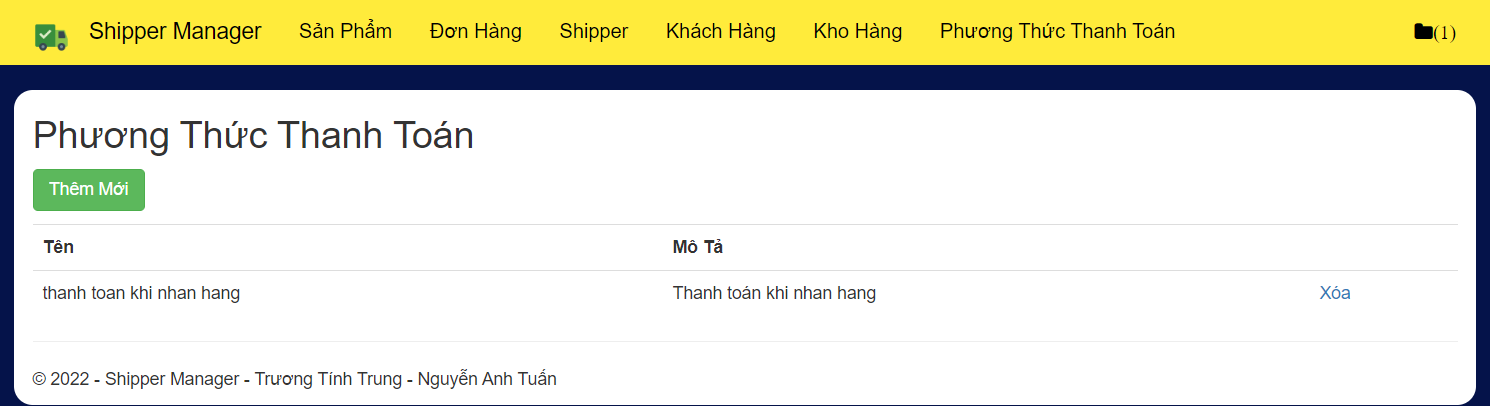 Shipper Manager Sản Phẩm Đơn Hàng Shipper Khách Hàng Kho Hàng Phương Thức Thanh Toán (1)
Phương Thức Thanh Toán
Thêm Mới
Tên Mô Tả
thanh toan khi nhan hang Thanh toán khi nhan hang Xóa
© 2022 - Shipper Manager - Trương Tính Trung - Nguyễn Anh Tuấn